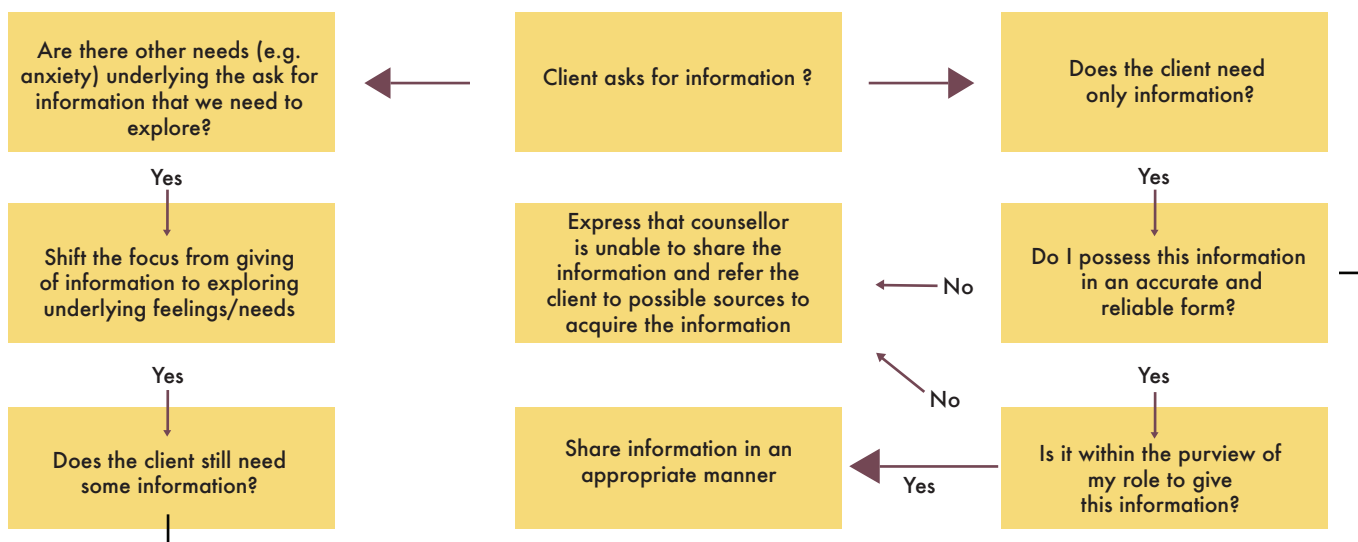 Are there other needs (e.g.
anxiety) underlying the ask for
information that we need to
explore?
Client asks for information ?
Does the client need
only information?
Yes
Yes
Shift the focus from giving
of information to exploring
underlying feelings/needs
Express that counsellor
is unable to share the
information and refer the
client to possible sources to
acquire the information
No
Do I possess this information
in an accurate and
reliable form?
Yes
No
Yes
Does the client still need
some information?
Share information in an
appropriate manner
Yes
Is it within the purview of
my role to give
this information?